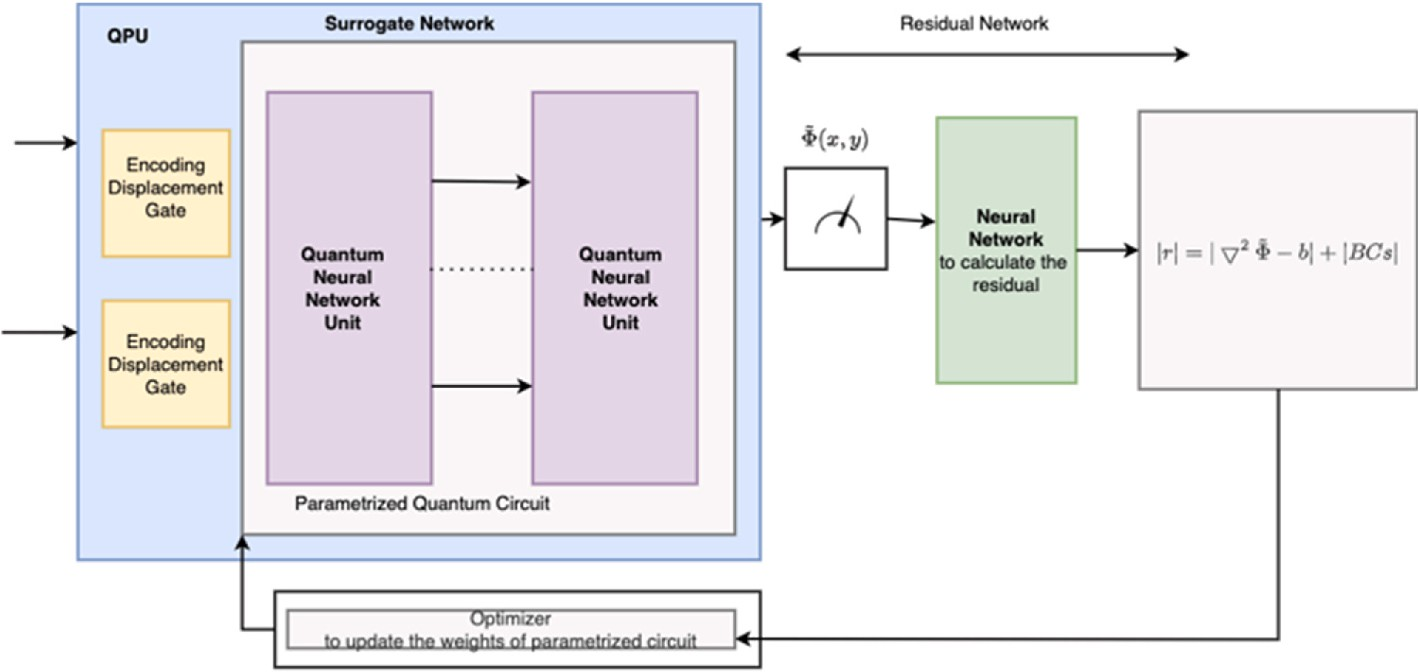 Surrogate Network
Residual Network
QPU
Encoding
Displacement
Gate
Encoding
Displacement
Gate
Quantum
Neural
Network
Unit
Quantum
Neural
Network
Unit
Parametrized Quantum Circuit
Φ̃(x, y)
Neural
Network
to calculate the
residual
|r| = | ▽² Φ̃ − b| + |BCs|
Optimizer
to update the weights of parametrized circuit